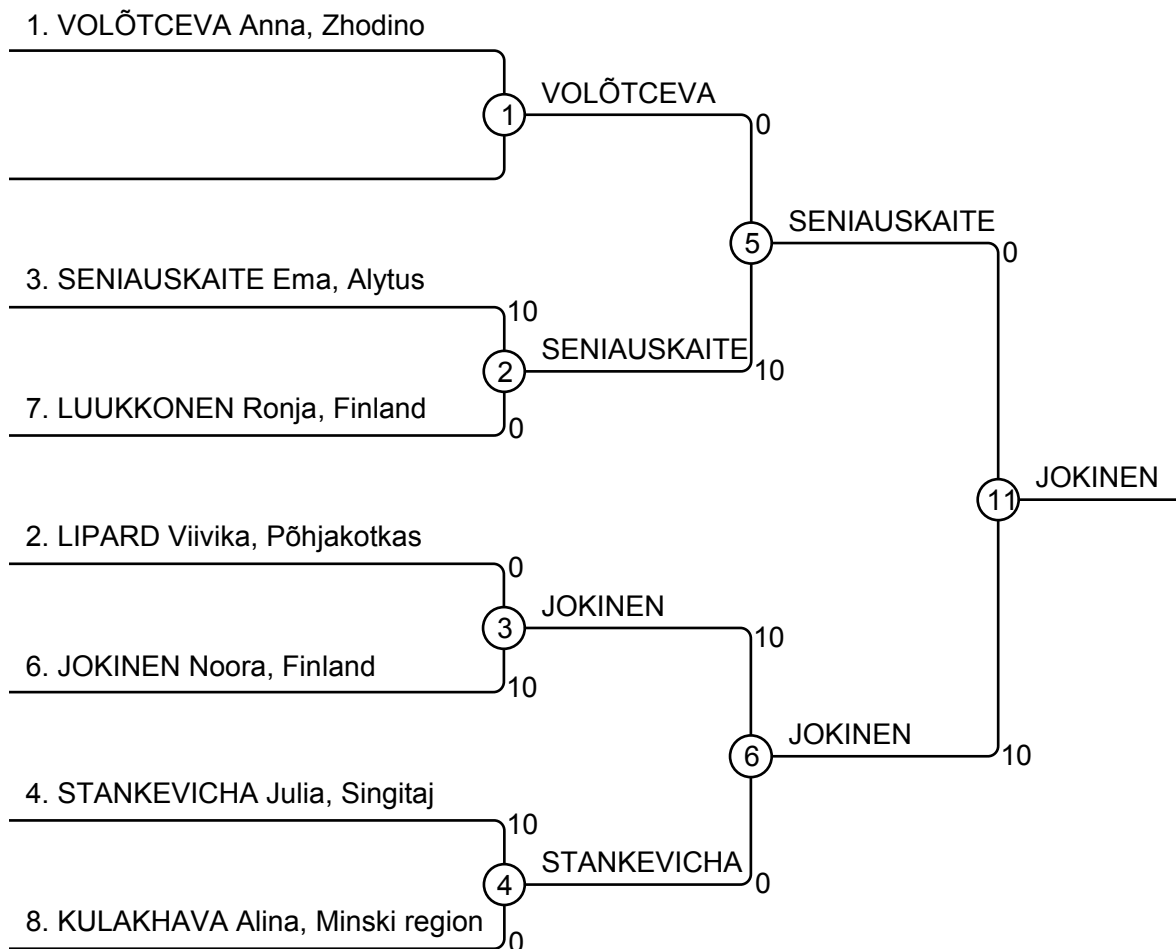 1. VOLÕTCEVA Anna, Zhodino
1
VOLÕTCEVA
0
5
SENIAUSKAITE
0
3. SENIAUSKAITE Ema, Alytus
10
2
SENIAUSKAITE
10
7. LUUKKONEN Ronja, Finland
0
11
JOKINEN
2. LIPARD Viivika, Põhjakotkas
0
3
JOKINEN
10
6. JOKINEN Noora, Finland
10
6
JOKINEN
10
4. STANKEVICHA Julia, Singitaj
10
4
STANKEVICHA
0
8. KULAKHAVA Alina, Minski region
0